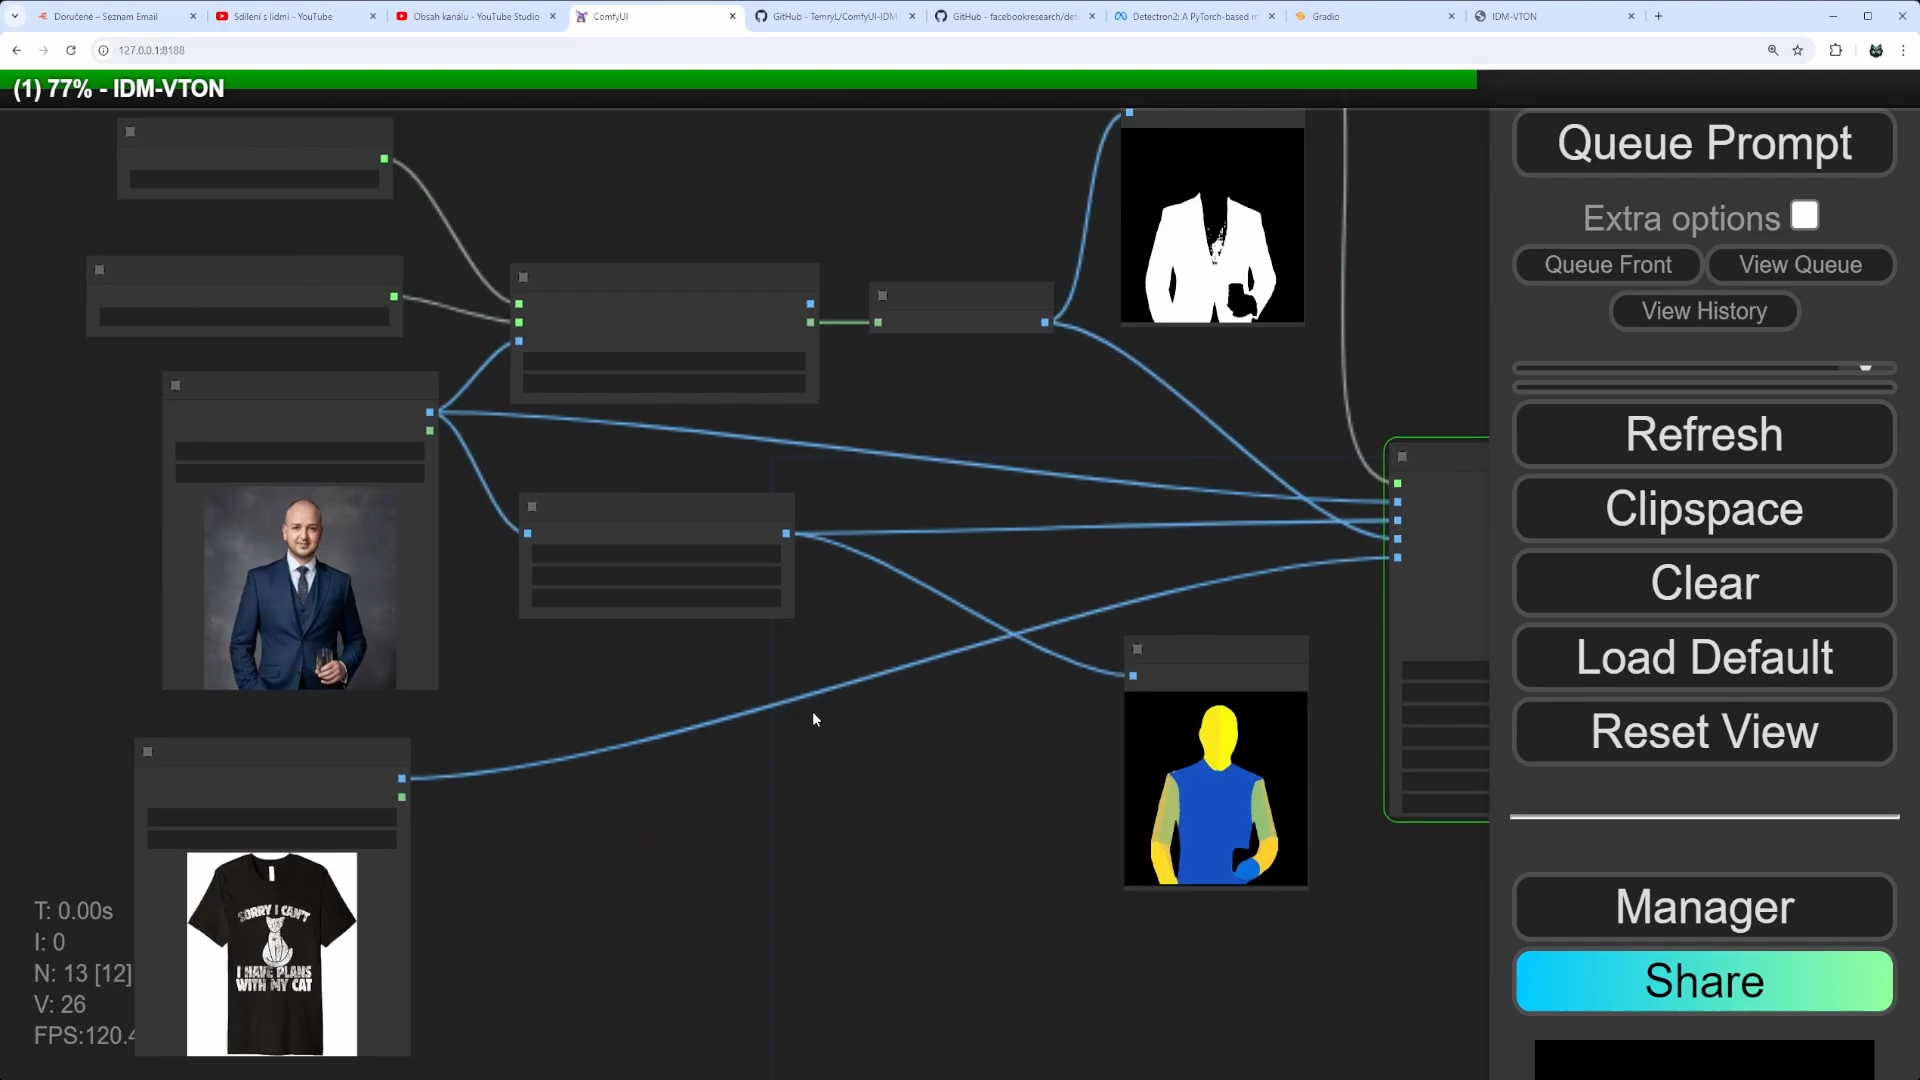 Doručené – Seznam Email
Sdílení s lidmi - YouTube
Obsah kanálu - YouTube Studio
ComfyUI
GitHub - TemryL/ComfyUI-IDM
GitHub - facebookresearch/det
Detectron2: A PyTorch-based m
Gradio
IDM-VTON
127.0.0.1:8188
(1) 77% - IDM-VTON
Queue Prompt
Extra options
Queue Front
View Queue
View History
Refresh
Clipspace
Clear
Load Default
Reset View
Manager
Share
SORRY I CAN'T
I HAVE PLANS
WITH MY CAT
T: 0.00s
I: 0
N: 13 [12]
V: 26
FPS:120.4